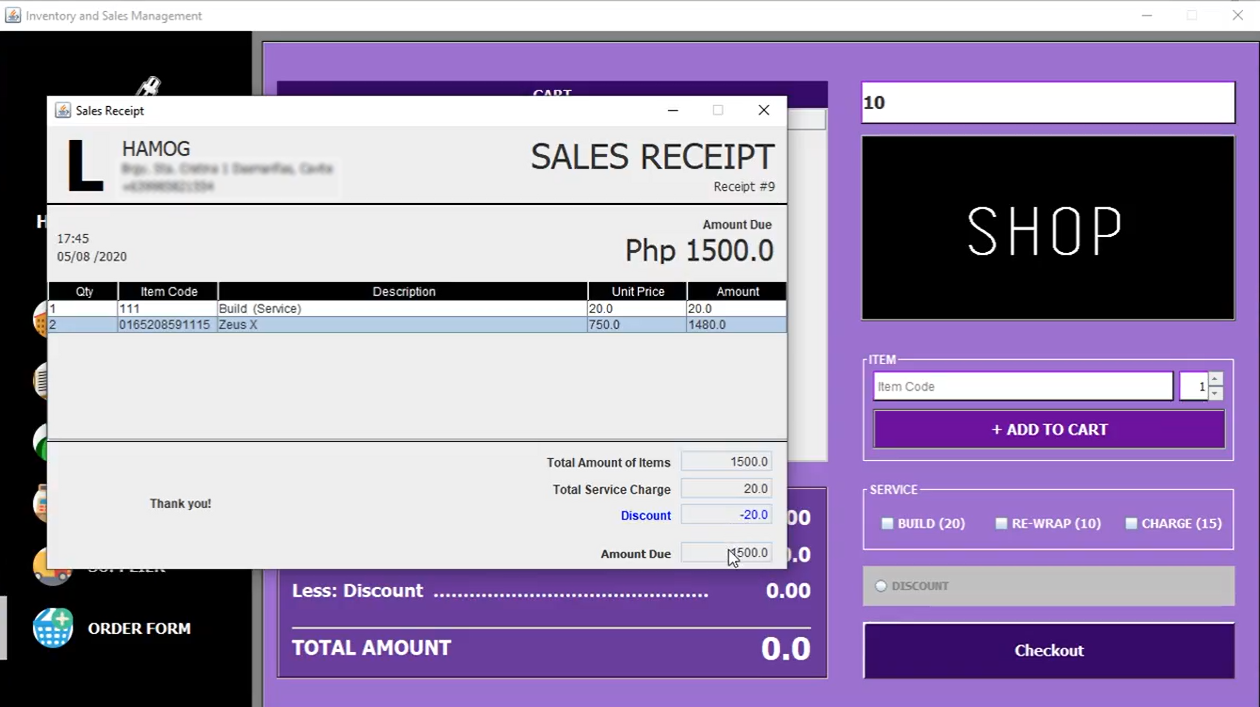 Inventory and Sales Management
CART
10
Sales Receipt
L
HAMOG
SALES RECEIPT
Receipt #9
SHOP
H
Amount Due
17:45
Php 1500.0
05/08 /2020
Qty Item Code Description Unit Price Amount
1 111 Build (Service) 20.0 20.0
2 0165208591115 Zeus X 750.0 1480.0
ITEM
Item Code 1
+ ADD TO CART
Total Amount of Items 1500.0
Total Service Charge 20.0
Thank you!
Discount -20.0
Amount Due 1500.0
SERVICE
BUILD (20) RE-WRAP (10) CHARGE (15)
00
.0
SUPPLIER
DISCOUNT
Less: Discount ............................................... 0.00
ORDER FORM
TOTAL AMOUNT 0.0
Checkout